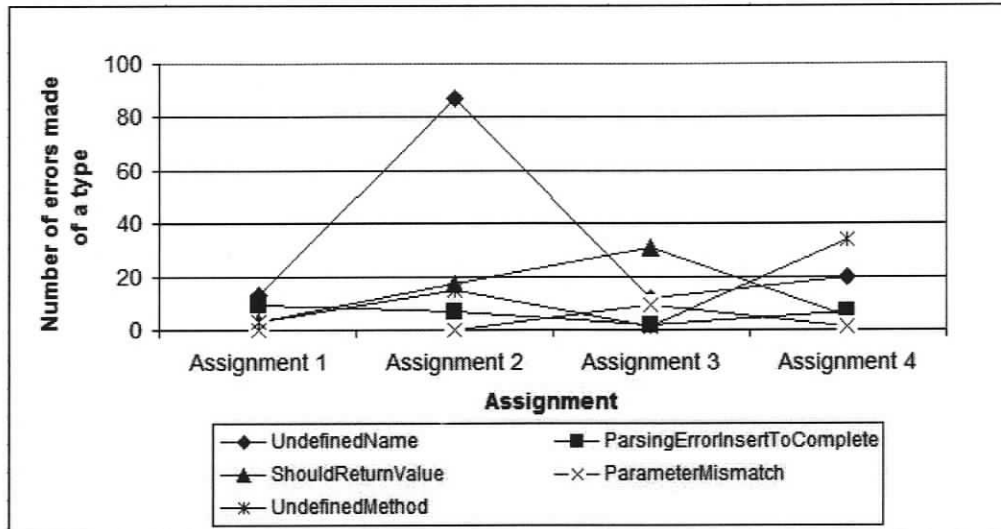 100
80
60
40
20
0
Number of errors made
of a type
Assignment 1
Assignment 2
Assignment 3
Assignment 4
Assignment
UndefinedName
ParsingErrorInsertToComplete
ShouldReturnValue
ParameterMismatch
UndefinedMethod